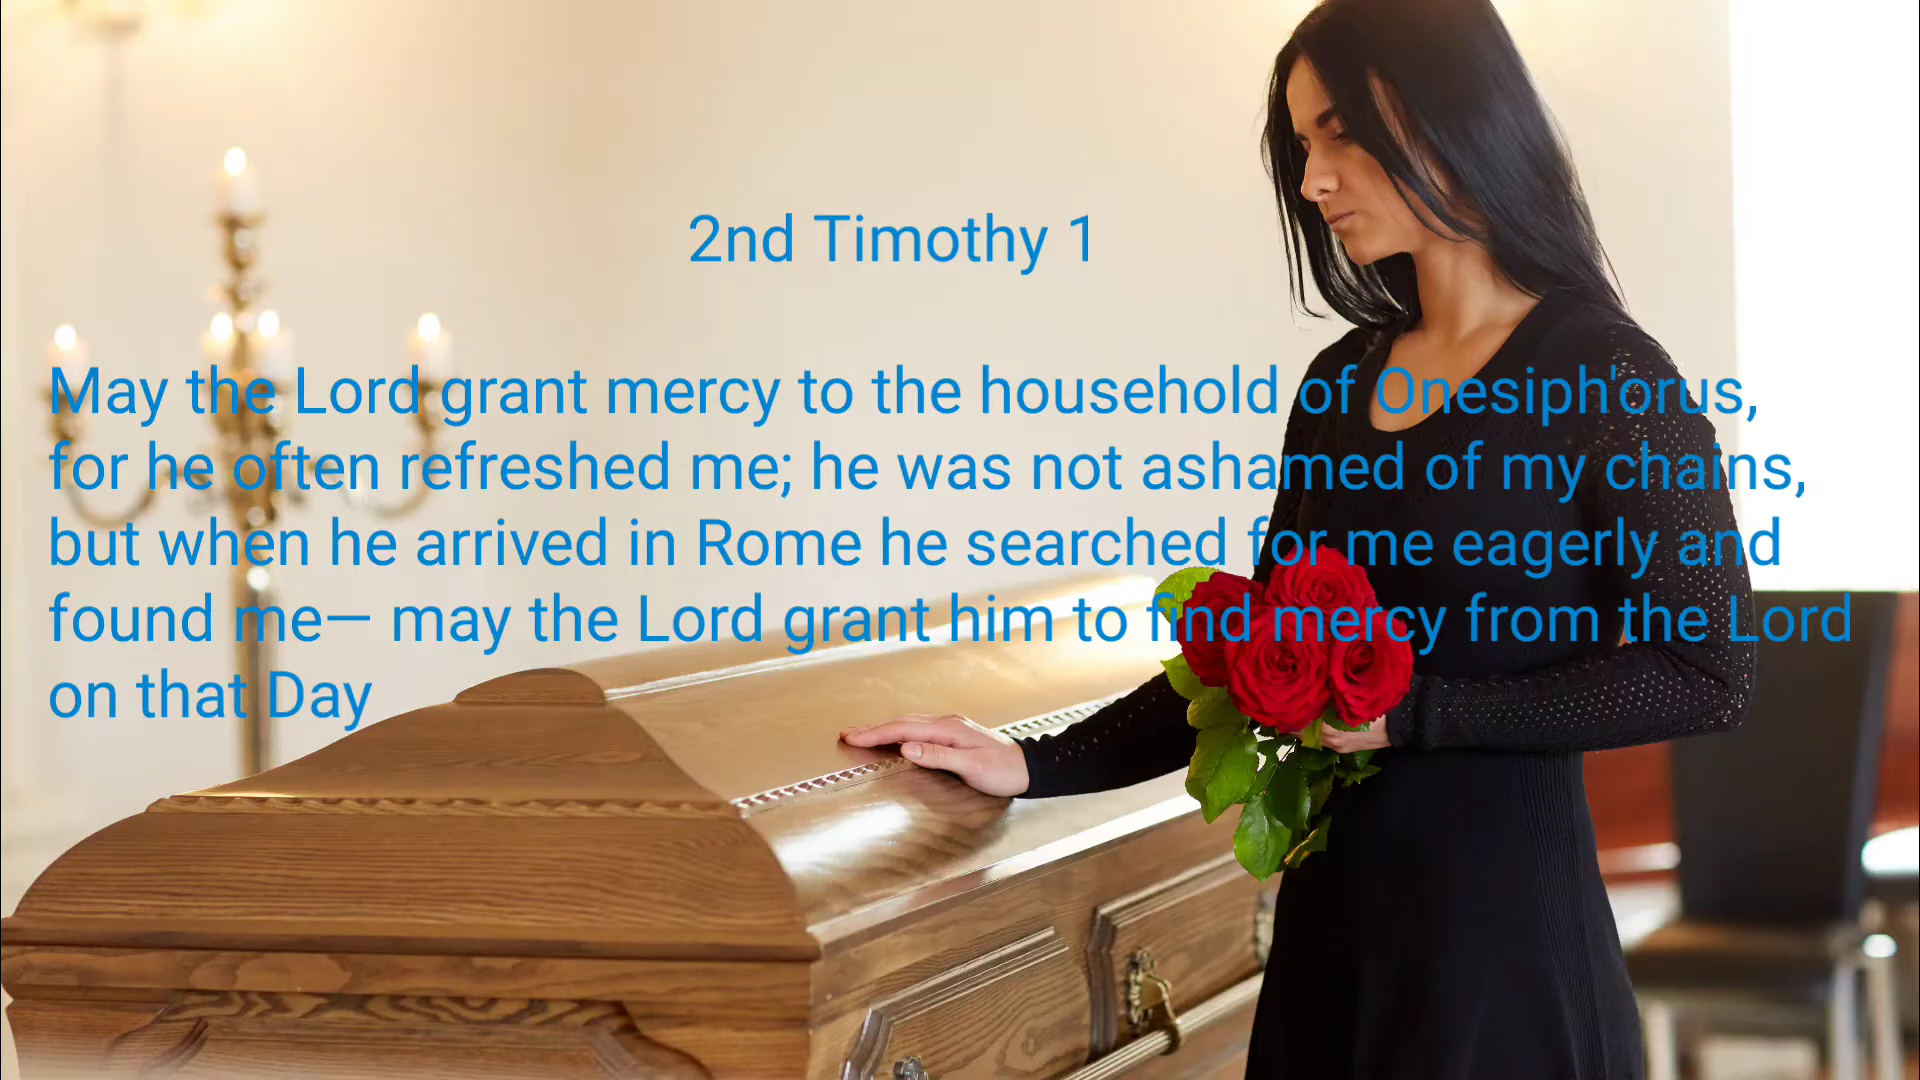 2nd Timothy 1
May the Lord grant mercy to the household of Onesiph'orus,
for he often refreshed me; he was not ashamed of my chains,
but when he arrived in Rome he searched for me eagerly and
found me— may the Lord grant him to find mercy from the Lord
on that Day